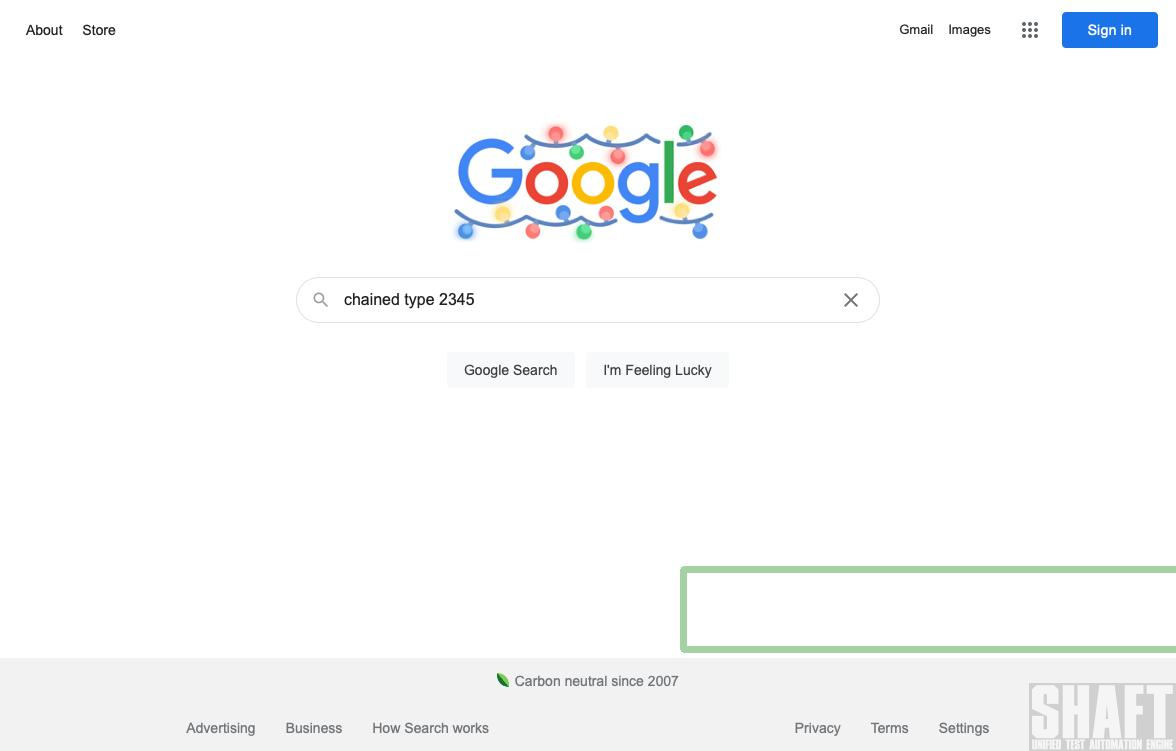 About Store
Gmail Images
Sign in
Google
chained type 2345
Google Search I'm Feeling Lucky
Carbon neutral since 2007
Advertising Business How Search works
Privacy Terms Settings
SHAFT
UNIFIED TEST AUTOMATION ENGINE